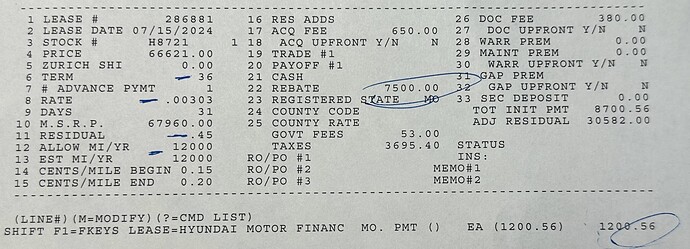 1 LEASE # 286881 16 RES ADDS 26 DOC FEE 380.00
2 LEASE DATE 07/15/2024 17 ACQ FEE 650.00 27 DOC UPFRONT Y/N N
3 STOCK # H8721 1 18 ACQ UPFRONT Y/N N 28 WARR PREM 0.00
4 PRICE 66621.00 19 TRADE #1 29 MAINT PREM 0.00
5 ZURICH SHI 0.00 20 PAYOFF #1 30 WARR UPFRONT Y/N N
6 TERM 36 21 CASH 31 GAP PREM
7 # ADVANCE PYMT 1 22 REBATE 7500.00 32 GAP UPFRONT Y/N N
8 RATE .00303 23 REGISTERED STATE MO 33 SEC DEPOSIT 0.00
9 DAYS 31 24 COUNTY CODE TOT INIT PMT 8700.56
10 M.S.R.P. 67960.00 25 COUNTY RATE ADJ RESIDUAL 30582.00
11 RESIDUAL .45 GOVT FEES 53.00
12 ALLOW MI/YR 12000 TAXES 3695.40 STATUS
13 EST MI/YR 12000 RO/PO #1 INS:
14 CENTS/MILE BEGIN 0.15 RO/PO #2 MEMO#1
15 CENTS/MILE END 0.20 RO/PO #3 MEMO#2
(LINE#)(M=MODIFY)(?=CMD LIST)
SHIFT F1=FKEYS LEASE=HYUNDAI MOTOR FINANC MO. PMT () EA (1200.56) 1200.56